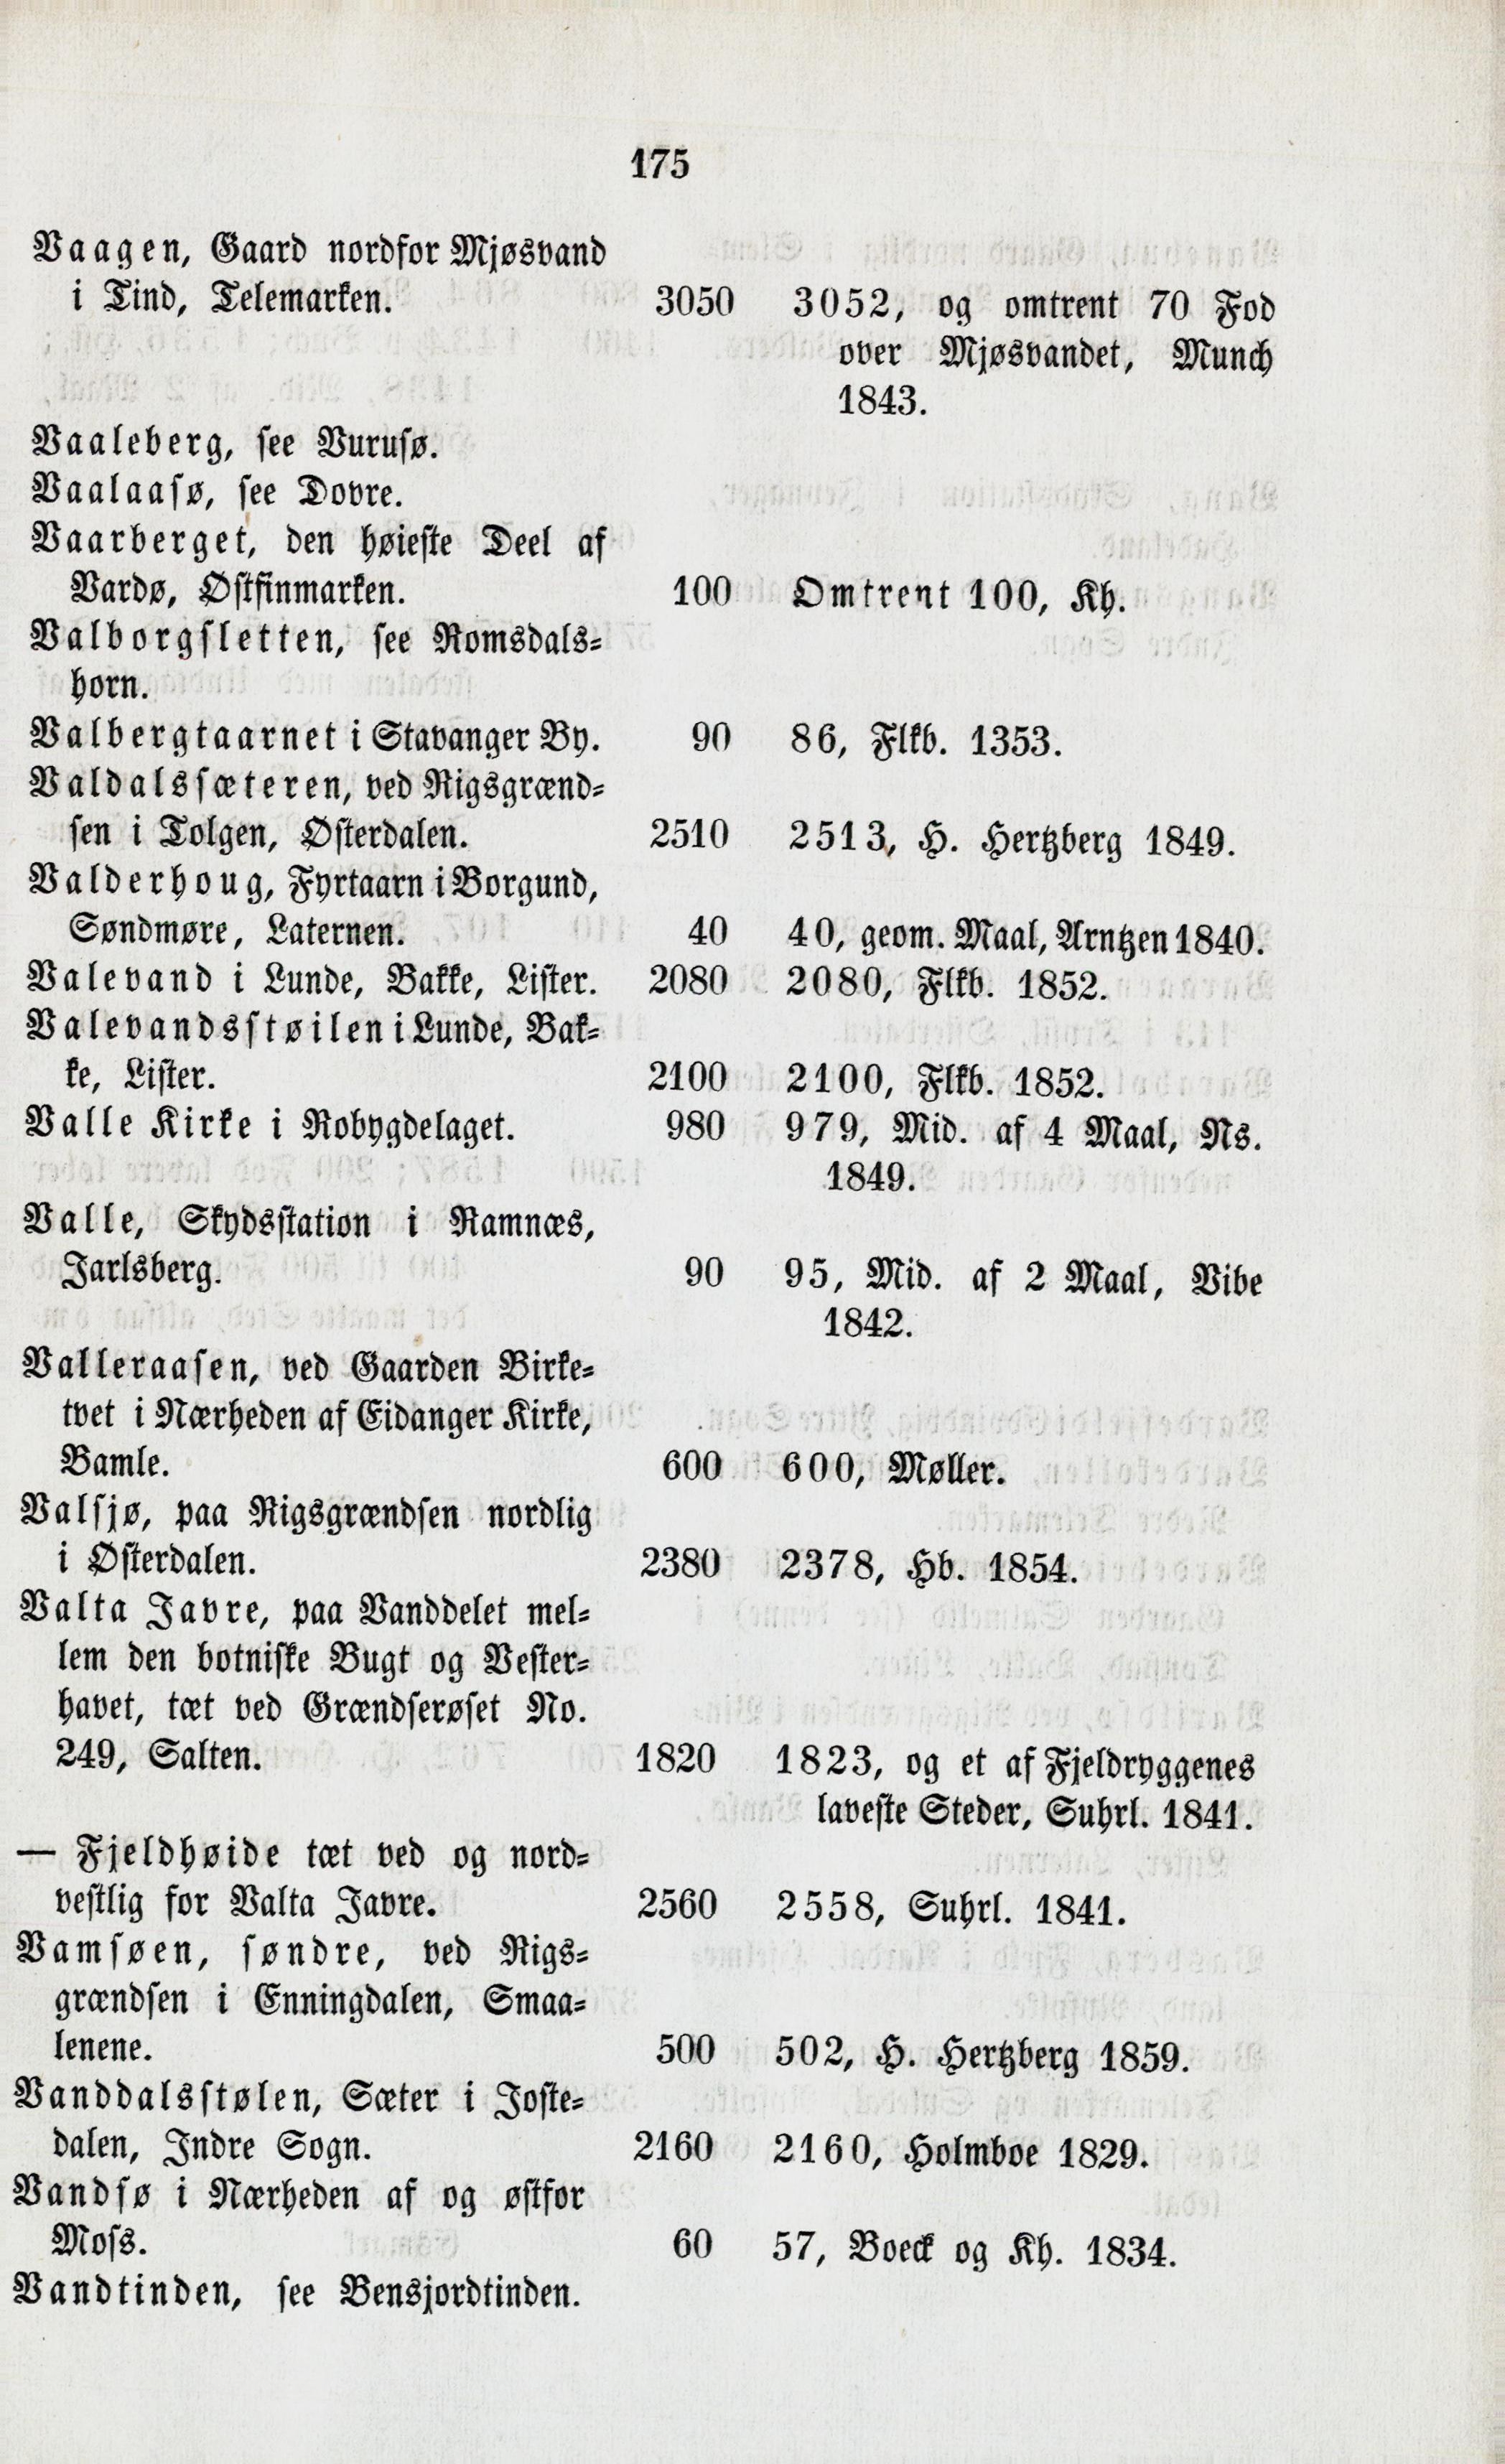 175
Vaagen, Gaard nordfor Mjøsvand
i Tind, Telemarken. 3050 3052, og omtrent 70 Fod
over Mjøsvandet, Munch
1843.
Vaaleberg, see Vurusø.
Vaalaasø, see Dovre.
Vaarberget, den høieste Deel af
Vardø, Østfinmarken. 100 Omtrent 100, Kh.
Valborgsletten, see Romsdals-
horn.
Valbergtaarnet i Stavanger By. 90 86, Flkb. 1353.
Valdalssæteren, ved Rigsgrænd-
sen i Tolgen, Østerdalen. 2510 2513, H. Hertzberg 1849.
Valderhoug, Fyrtaarn i Borgund,
Søndmøre, Laternen. 40 40, geom. Maal, Arntzen 1840.
Valevand i Lunde, Bakke, Lister. 2080 2080, Flkb. 1852.
Valevandsstøilen i Lunde, Bak-
ke, Lister. 2100 2100, Flkb. 1852.
Valle Kirke i Robygdelaget. 980 979, Mid. af 4 Maal, Ns.
1849.
Valle, Skydsstation i Ramnæs,
Jarlsberg. 90 95, Mid. af 2 Maal, Vibe
1842.
Valleraasen, ved Gaarden Birke-
tvet i Nærheden af Eidanger Kirke,
Bamle. 600 600, Møller.
Valsjø, paa Rigsgrændsen nordlig
i Østerdalen. 2380 2378, Hb. 1854.
Valta Javre, paa Vanddelet mel-
lem den botniske Bugt og Vester-
havet, tæt ved Grændserøset No.
249, Salten. 1820 1823, og et af Fjeldryggenes
laveste Steder, Suhrl. 1841.
— Fjeldhøide tæt ved og nord-
vestlig for Valta Javre. 2560 2558, Suhrl. 1841.
Vamsøen, søndre, ved Rigs-
grændsen i Enningdalen, Smaa-
lenene. 500 502, H. Hertzberg 1859.
Vanddalsstølen, Sæter i Joste-
dalen, Indre Sogn. 2160 2160, Holmboe 1829.
Vandsø i Nærheden af og østfor
Moss. 60 57, Boeck og Kh. 1834.
Vandtinden, see Bensjordtinden.